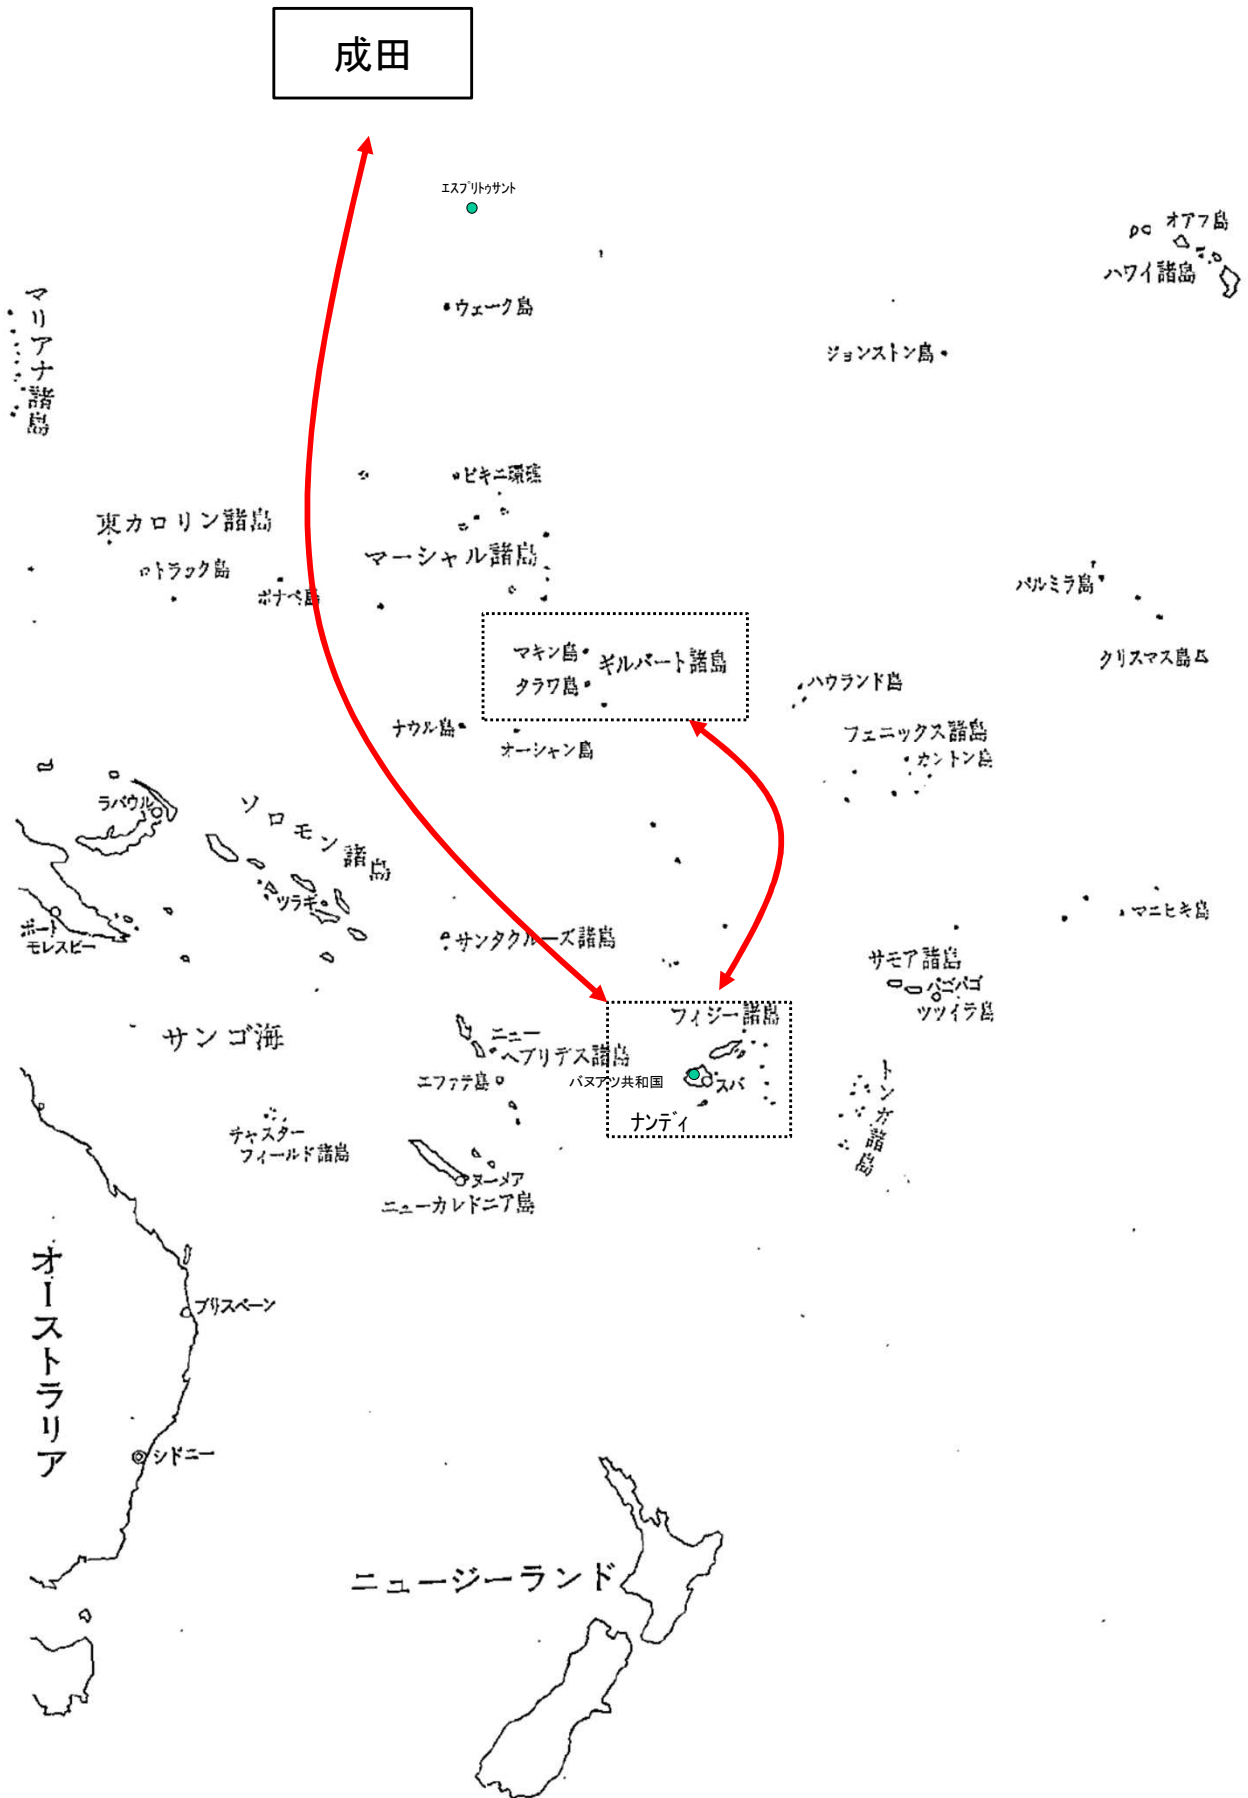 成田
エスプリトゥサント
オアフ島
ハワイ諸島
ウェーク島
マリアナ諸島
ジョンストン島
ビキニ環礁
東カロリン諸島
マーシャル諸島
トラック島
ポナペ島
パルミラ島
マキン島
ギルバート諸島
タラワ島
クリスマス島
ハウランド島
ナウル島
オーシャン島
フェニックス諸島
カントン島
ラバウル
ソロモン諸島
ツラギ
ポート
モレスビー
サンタクルーズ諸島
マニヒキ島
サモア諸島
パゴパゴ
ツツイラ島
フィジー諸島
サンゴ海
ニュー
ヘブリデス諸島
エファテ島
バヌアツ共和国
スバ
ナンディ
トンガ諸島
チャスター
フィールド諸島
ヌーメア
ニューカレドニア島
オーストラリア
ブリスベーン
シドニー
ニュージーランド